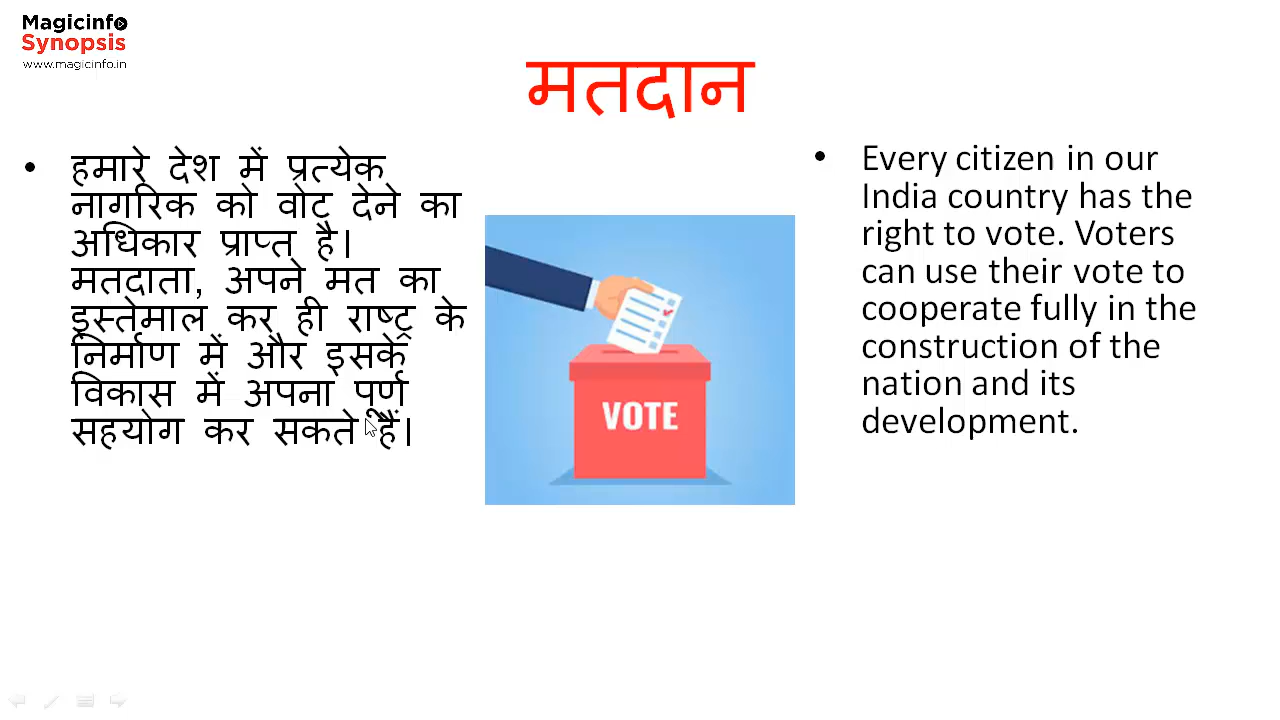 Magicinfo
Synopsis
www.magicinfo.in
मतदान
• हमारे देश में प्रत्येक
नागरिक को वोट देने का
अधिकार प्राप्त है।
मतदाता, अपने मत का
इस्तेमाल कर ही राष्ट्र के
निर्माण में और इसके
विकास में अपना पूर्ण
सहयोग कर सकते हैं।
VOTE
• Every citizen in our
India country has the
right to vote. Voters
can use their vote to
cooperate fully in the
construction of the
nation and its
development.